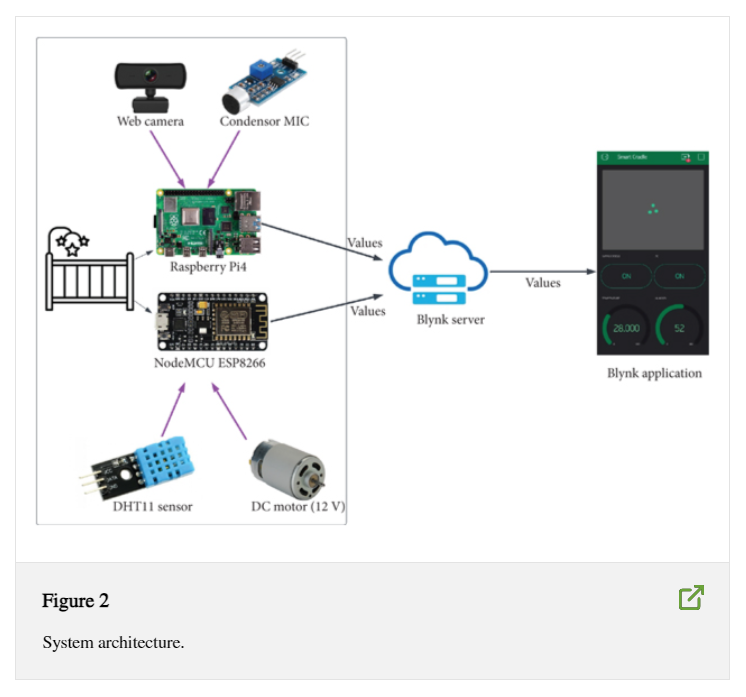 Web camera
Condensor MIC
Raspberry Pi4
NodeMCU ESP8266
DHT11 sensor
DC motor (12 V)
Values
Values
Blynk server
Values
Smart Cradle
ON
ON
28.000
52
Blynk application
Figure 2
System architecture.